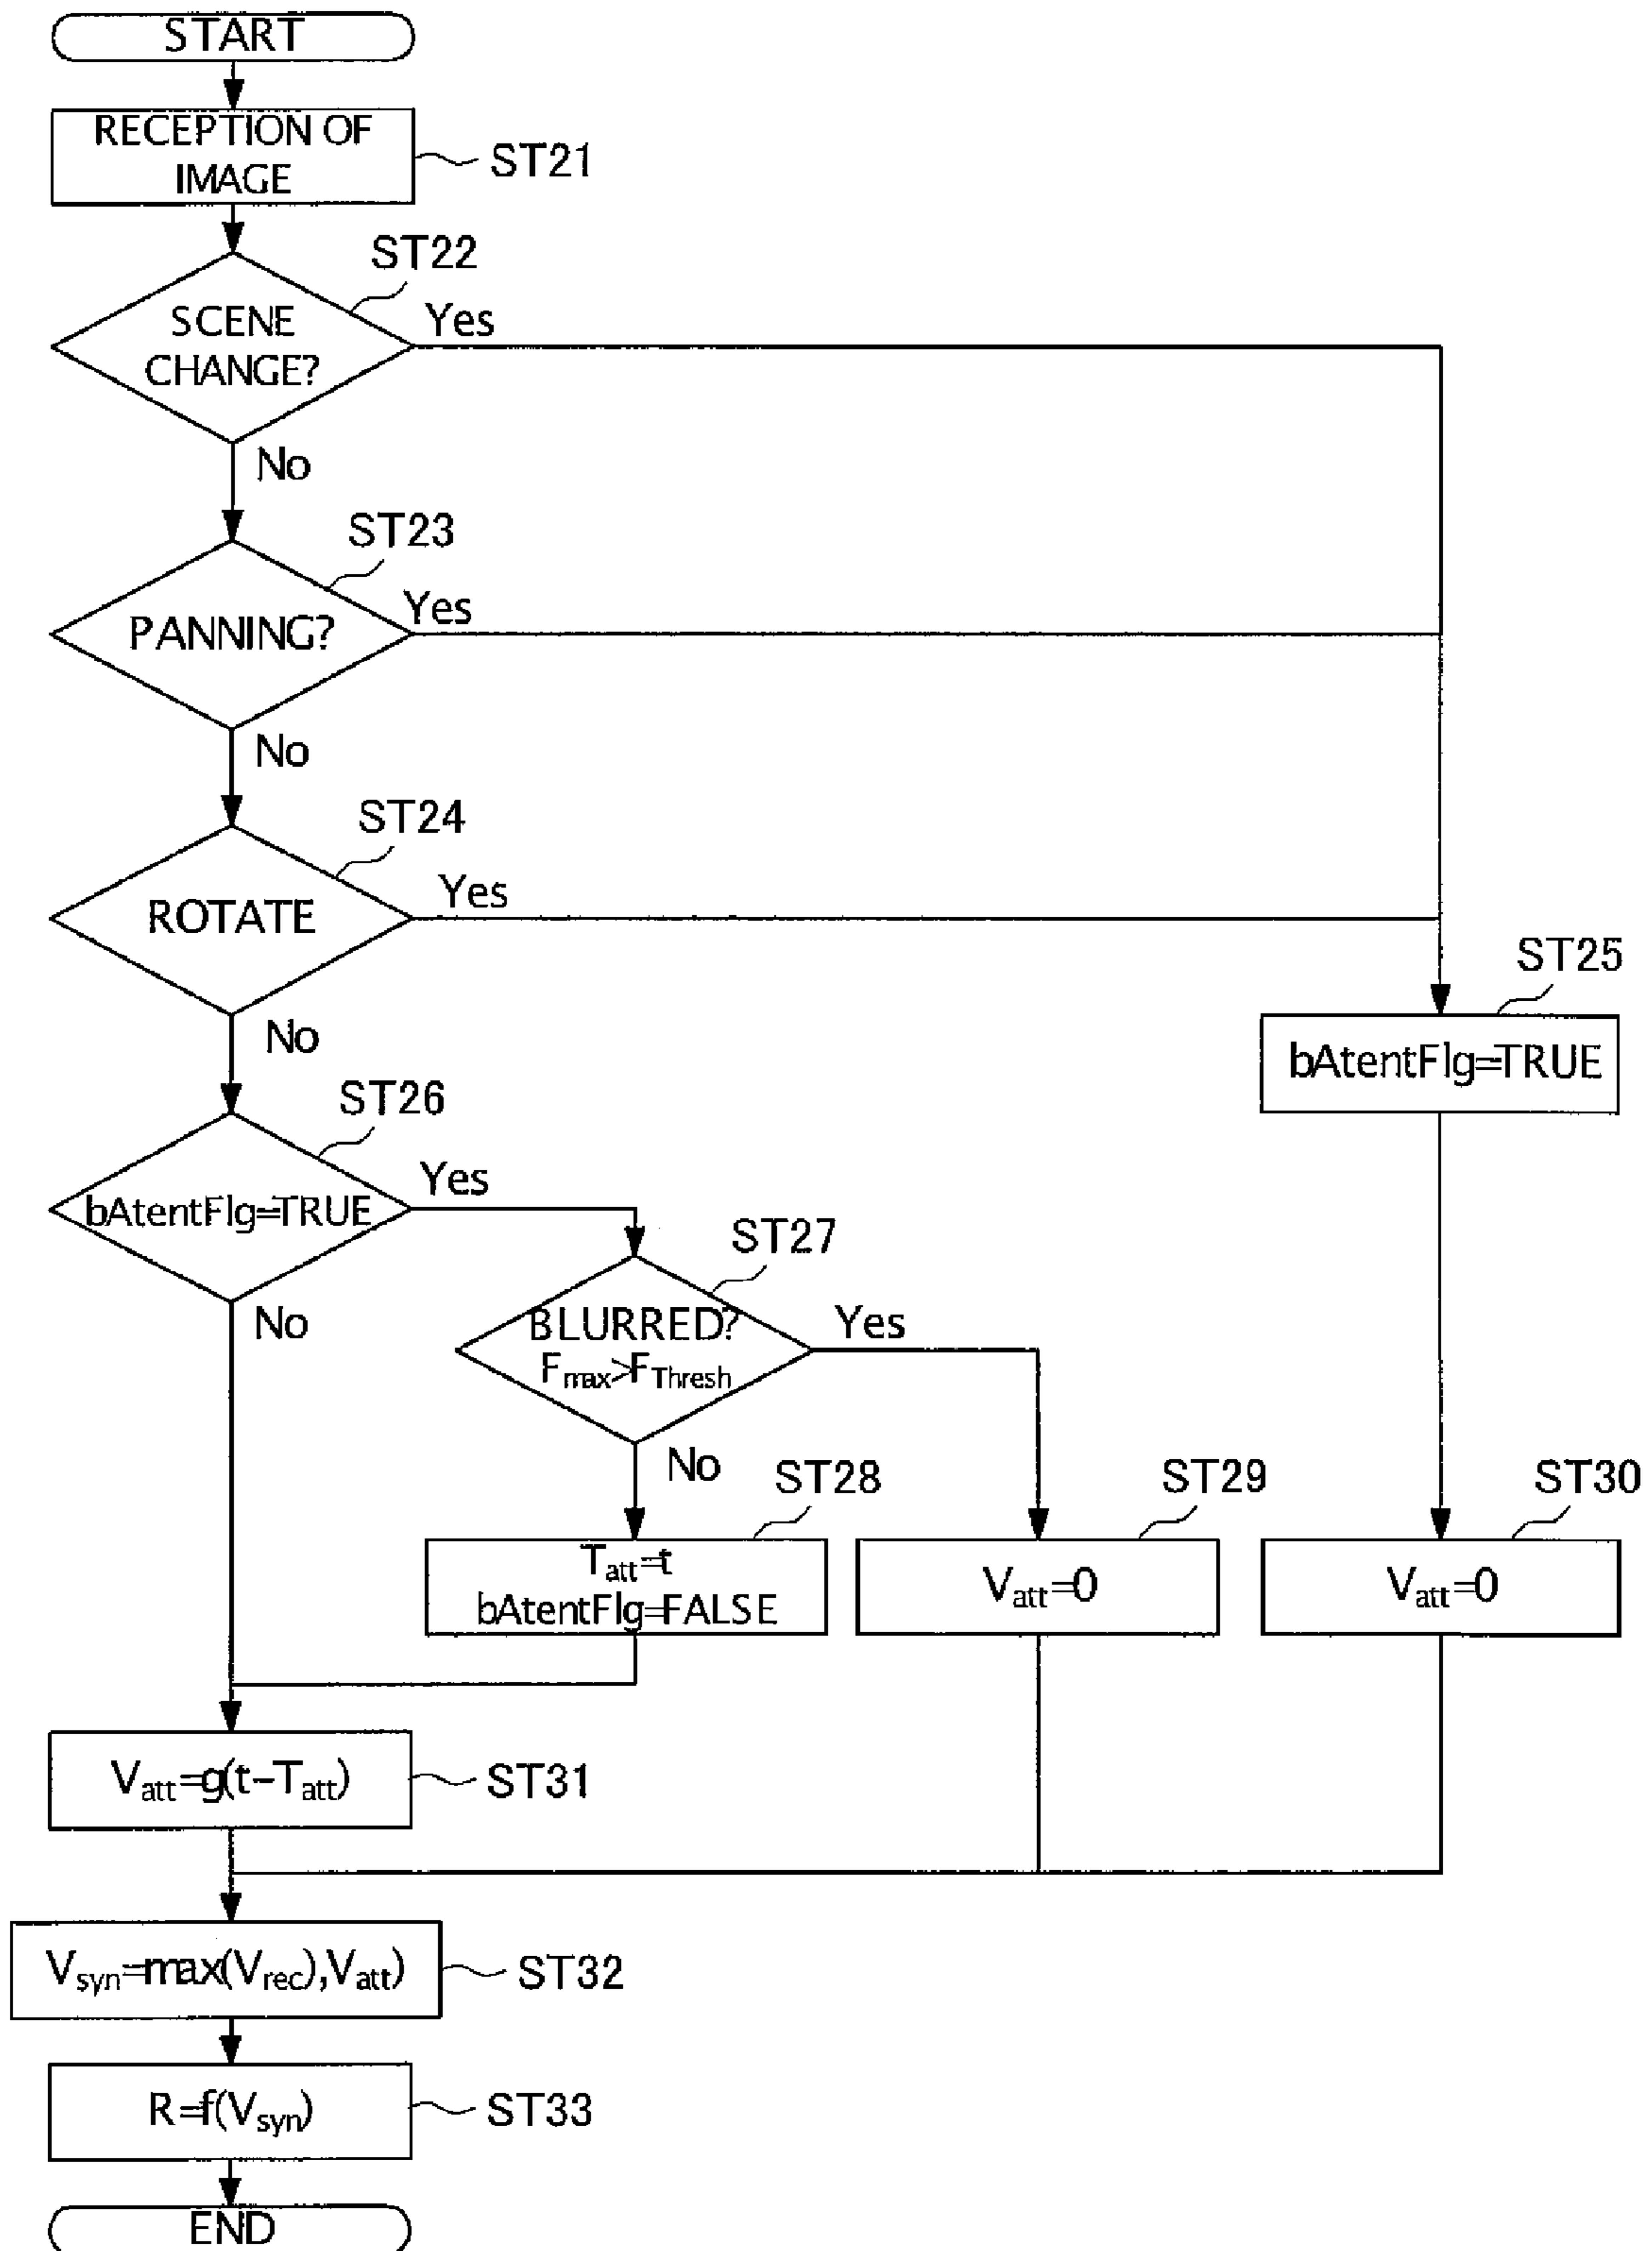 START
RECEPTION OF
IMAGE
ST21
ST22
SCENE
CHANGE?
Yes
No
ST23
PANNING?
Yes
No
ST24
ROTATE
Yes
No
ST25
bAtentFlg=TRUE
ST26
bAtentFlg=TRUE
Yes
No
ST27
BLURRED?
Fmax>FThresh
Yes
No
ST28
Tatt=t
bAtentFlg=FALSE
ST29
Vatt=0
ST30
Vatt=0
Vatt=g(t-Tatt)
ST31
Vsyn=max(Vrec),Vatt)
ST32
R=f(Vsyn)
ST33
END